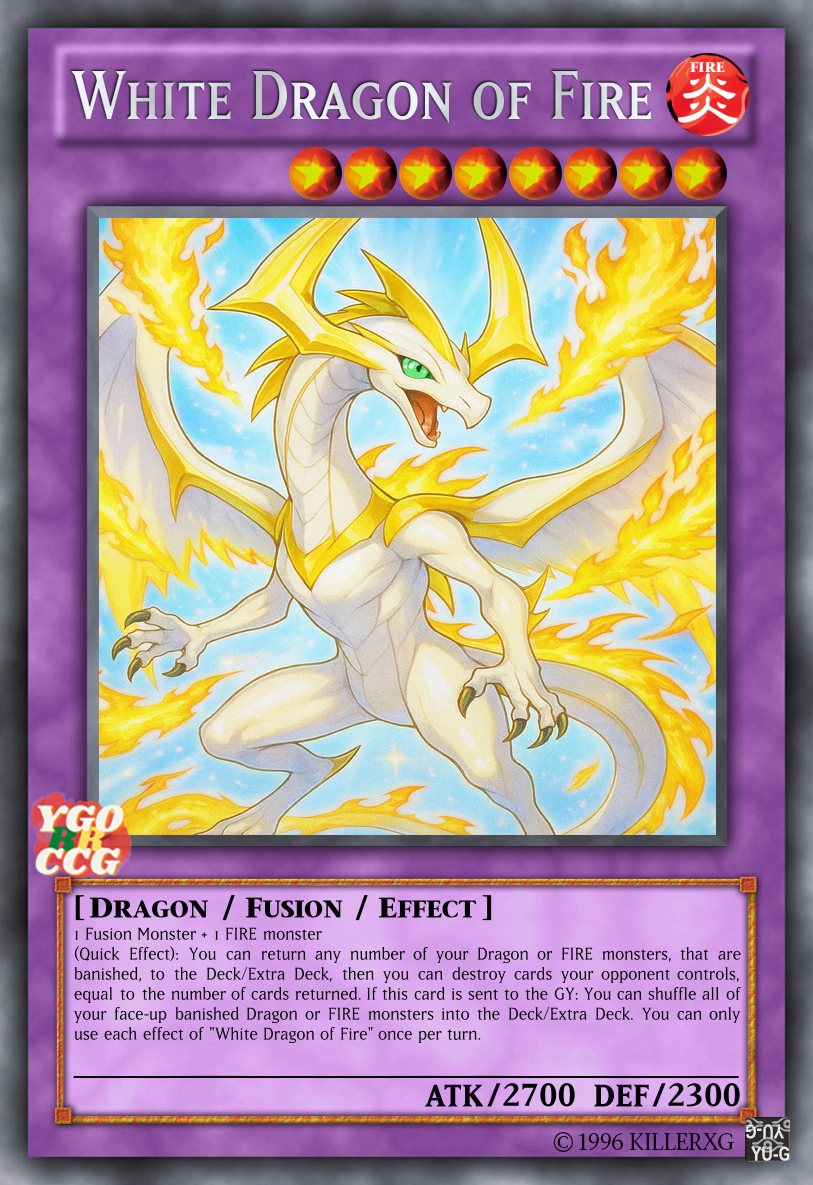 White Dragon of Fire
FIRE
炎
YGO
BR
CCG
[ Dragon / Fusion / Effect ]
1 Fusion Monster + 1 FIRE monster
(Quick Effect): You can return any number of your Dragon or FIRE monsters, that are
banished, to the Deck/Extra Deck, then you can destroy cards your opponent controls,
equal to the number of cards returned. If this card is sent to the GY: You can shuffle all of
your face-up banished Dragon or FIRE monsters into the Deck/Extra Deck. You can only
use each effect of "White Dragon of Fire" once per turn.
ATK/2700 DEF/2300
© 1996 KILLERXG
YU-G